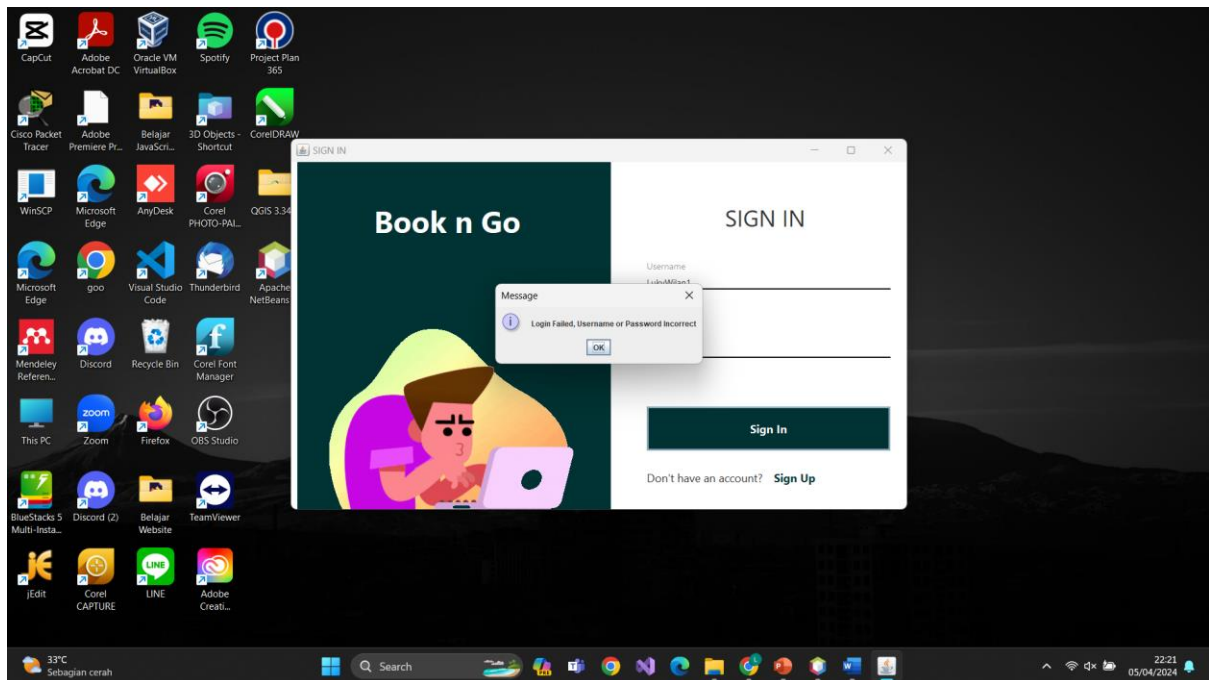 CapCut
Adobe
Acrobat DC
Oracle VM
VirtualBox
Spotify
Project Plan
365
Cisco Packet
Tracer
Adobe
Premiere Pr...
Belajar
JavaScri...
3D Objects -
Shortcut
CorelDRAW
WinSCP
Microsoft
Edge
AnyDesk
Corel
PHOTO-PAI...
QGIS 3.34
Microsoft
Edge
goo
Visual Studio
Code
Thunderbird
Apache
NetBeans
Mendeley
Referen...
Discord
Recycle Bin
Corel Font
Manager
This PC
zoom
Zoom
Firefox
OBS Studio
BlueStacks 5
Multi-Insta...
Discord (2)
Belajar
Website
TeamViewer
jEdit
Corel
CAPTURE
LINE
LINE
Adobe
Creati...
SIGN IN
Book n Go
SIGN IN
Username
Message
Login Failed, Username or Password Incorrect
OK
Sign In
Don't have an account? Sign Up
33°C
Sebagian cerah
Search
22:21
05/04/2024